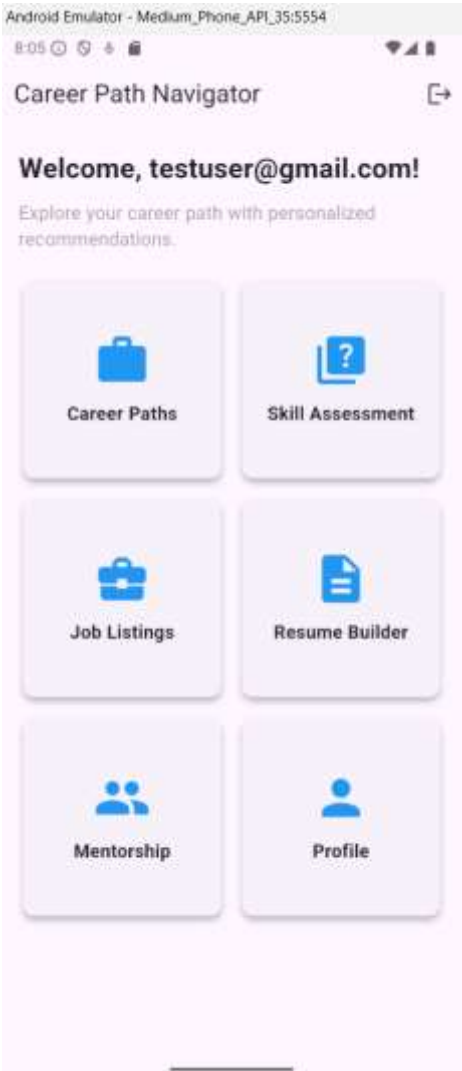 Android Emulator - Medium_Phone_API_35:5554
8:05
Career Path Navigator
Welcome, testuser@gmail.com!
Explore your career path with personalized
recommendations.
Career Paths
?
Skill Assessment
Job Listings
Resume Builder
Mentorship
Profile